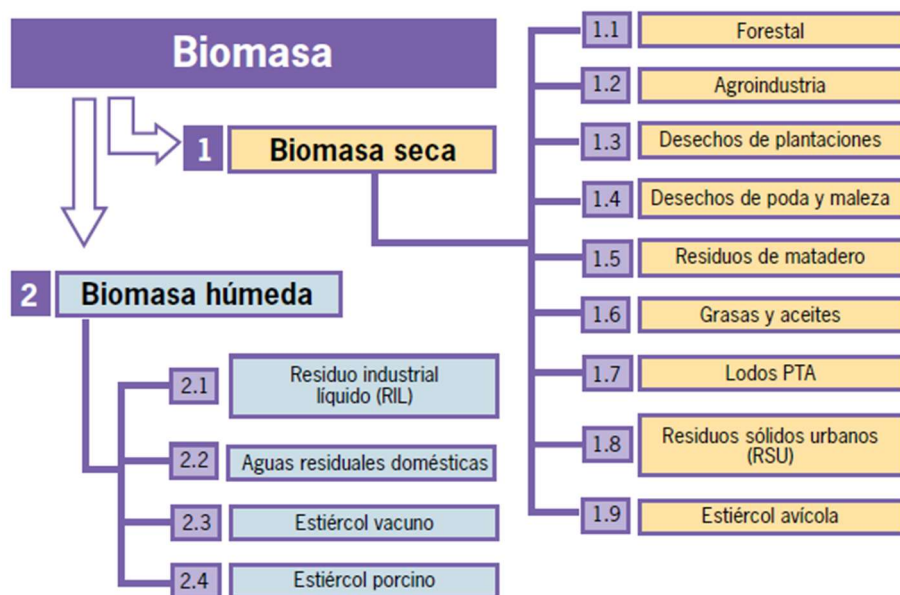 Biomasa
1 Biomasa seca
1.1 Forestal
1.2 Agroindustria
1.3 Desechos de plantaciones
1.4 Desechos de poda y maleza
1.5 Residuos de matadero
1.6 Grasas y aceites
1.7 Lodos PTA
1.8 Residuos sólidos urbanos
(RSU)
1.9 Estiércol avícola
2 Biomasa húmeda
2.1 Residuo industrial
líquido (RIL)
2.2 Aguas residuales domésticas
2.3 Estiércol vacuno
2.4 Estiércol porcino